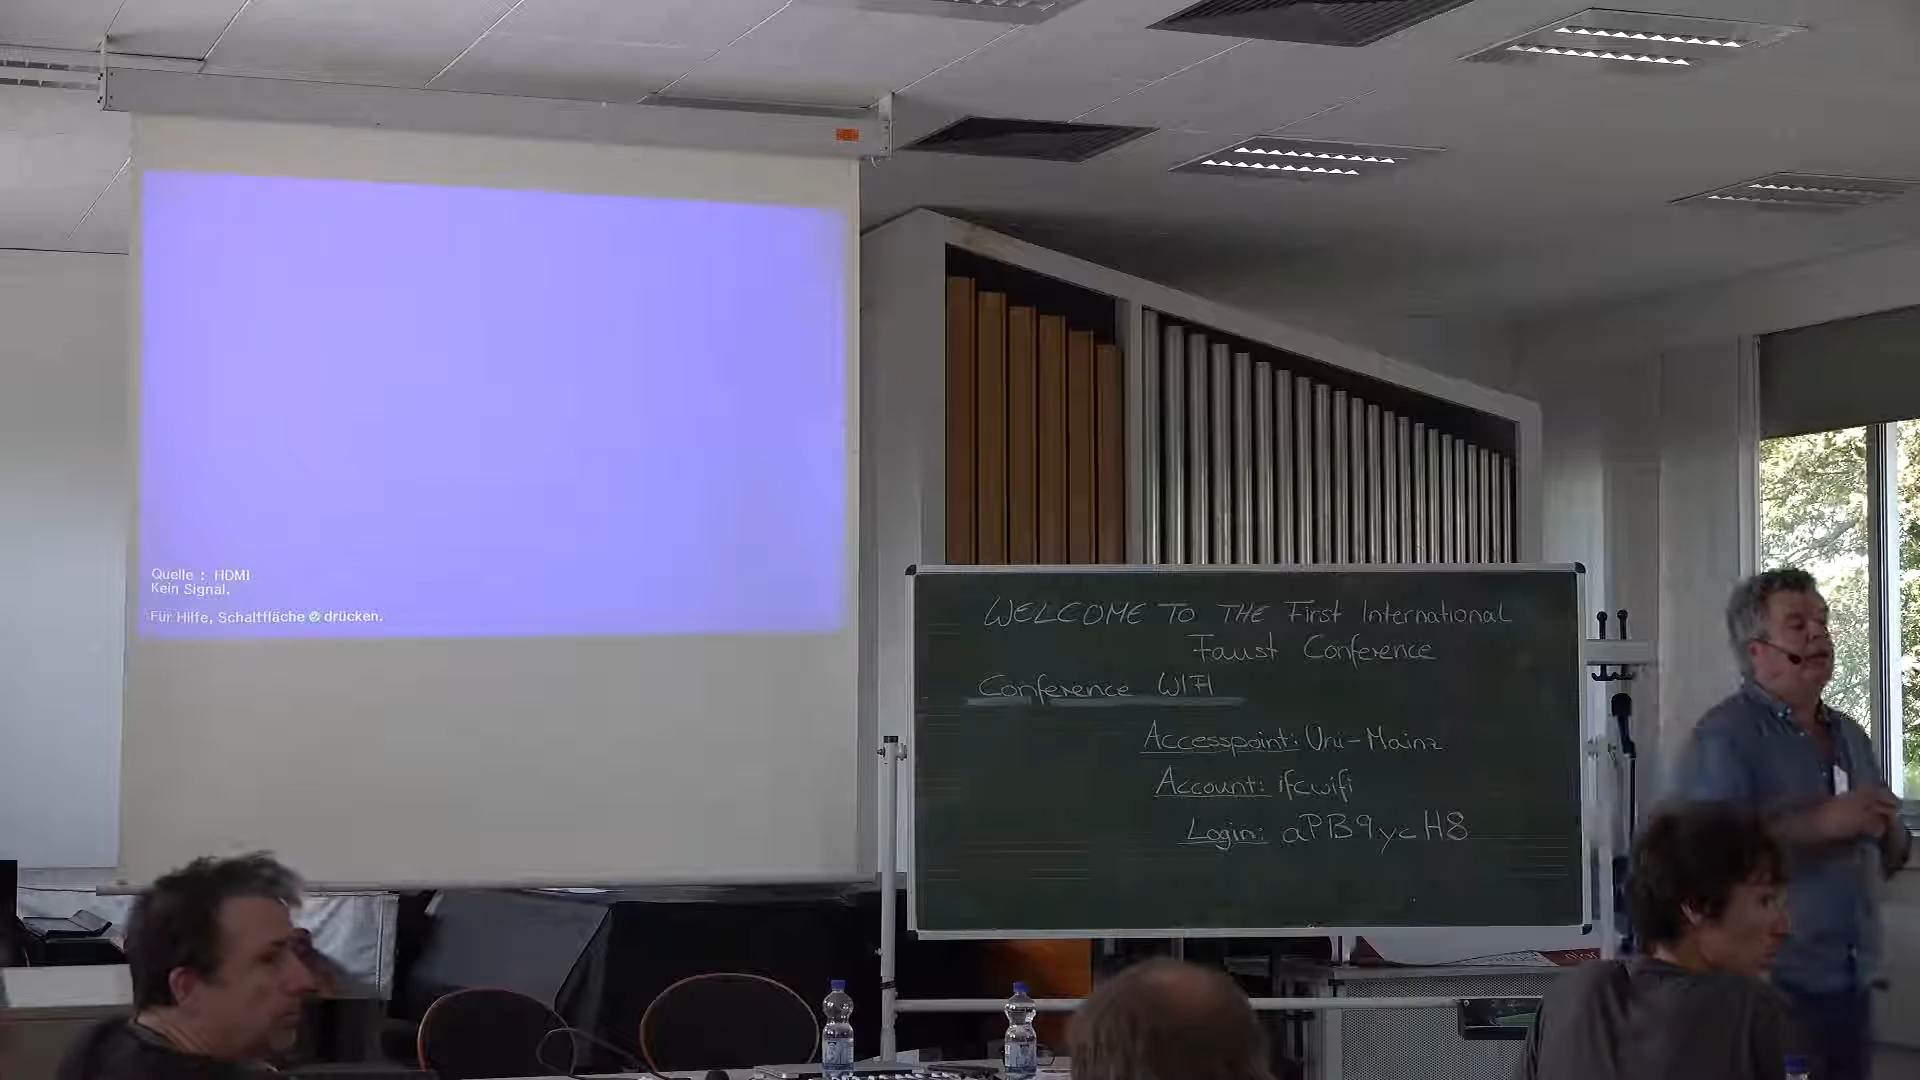 Quelle : HDMI
Kein Signal.
Für Hilfe, Schaltfläche drücken.
WELCOME TO THE First International
Faust Conference
Conference WIFI
Accesspoint: Uni-Mainz
Account: ifcwifi
Login: aPB9ycH8